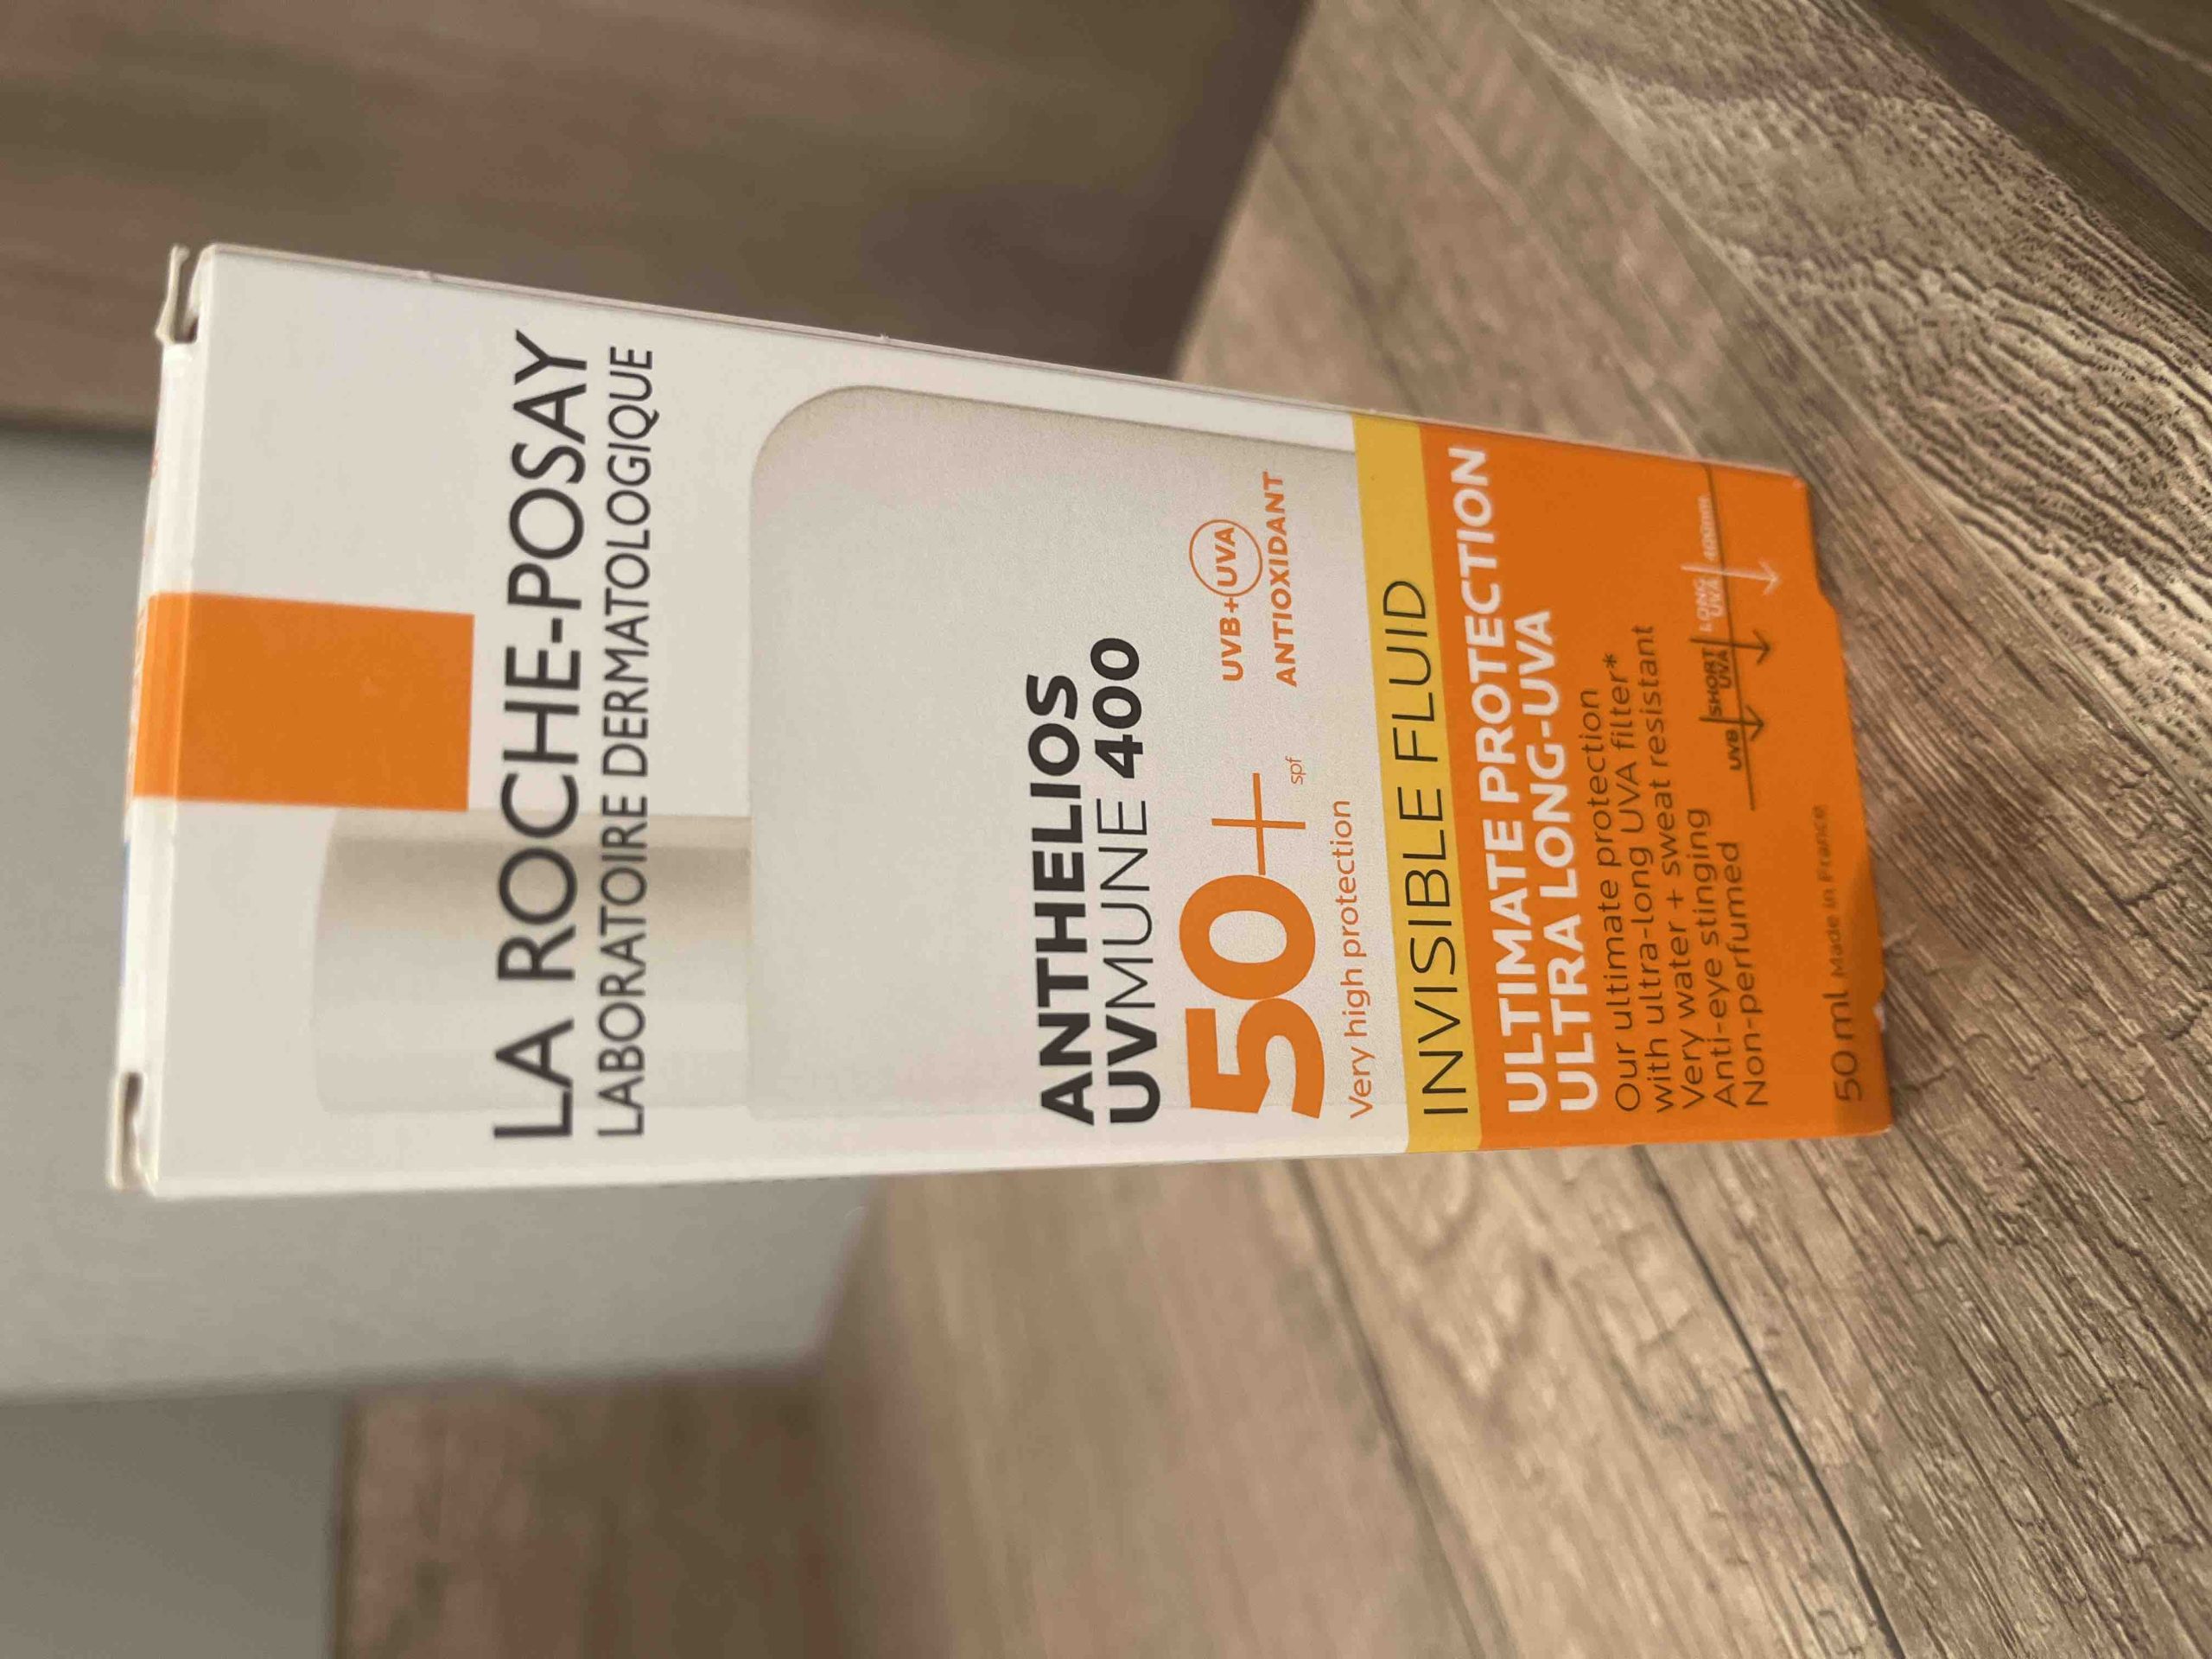 LA ROCHE-POSAY
LABORATOIRE DERMATOLOGIQUE
ANTHELIOS
UVMUNE 400
50+
spf
UVB+UVA
ANTIOXIDANT
Very high protection
INVISIBLE FLUID
ULTIMATE PROTECTION
ULTRA LONG-UVA
Our ultimate protection
with ultra-long UVA filter*
Very water + sweat resistant
Anti-eye stinging
Non-perfumed
UVB
SHORT
UVA
LONG
UVA
400nm
50 ml Made in France